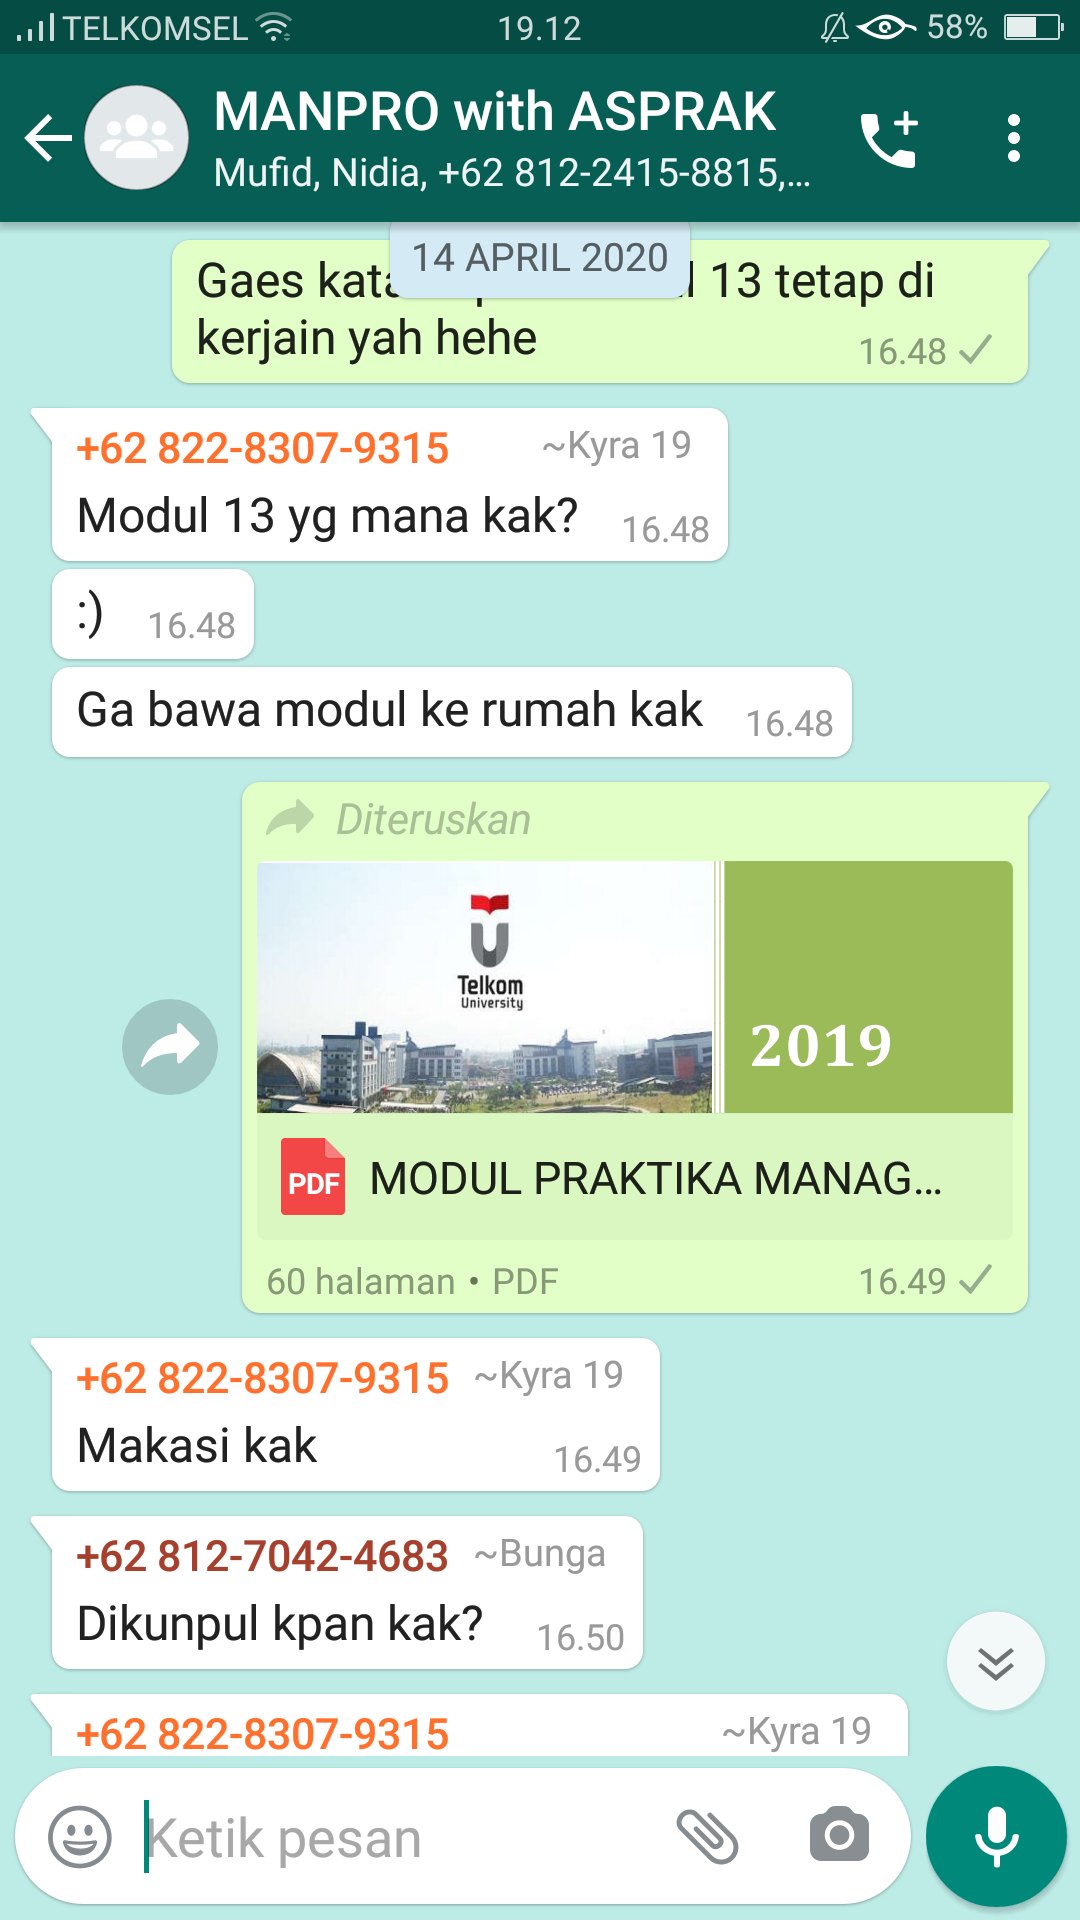 TELKOMSEL 19.12 58%
MANPRO with ASPRAK
Mufid, Nidia, +62 812-2415-8815,...
14 APRIL 2020
Gaes kata 13 tetap di
kerjain yah hehe 16.48
+62 822-8307-9315 ~Kyra 19
Modul 13 yg mana kak? 16.48
:) 16.48
Ga bawa modul ke rumah kak 16.48
Diteruskan
Telkom
University
2019
PDF MODUL PRAKTIKA MANAG...
60 halaman • PDF 16.49
+62 822-8307-9315 ~Kyra 19
Makasi kak 16.49
+62 812-7042-4683 ~Bunga
Dikunpul kpan kak? 16.50
+62 822-8307-9315 ~Kyra 19
Ketik pesan